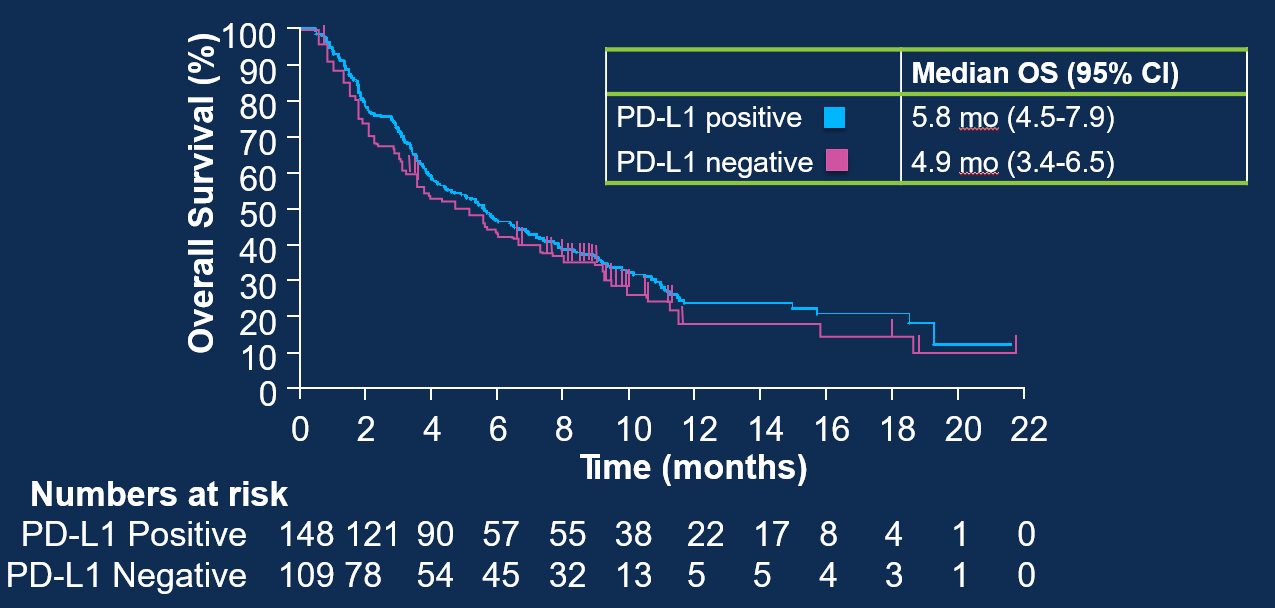 Overall Survival (%)
100
90
80
70
60
50
40
30
20
10
0
Median OS (95% CI)
PD-L1 positive 5.8 mo (4.5-7.9)
PD-L1 negative 4.9 mo (3.4-6.5)
0 2 4 6 8 10 12 14 16 18 20 22
Time (months)
Numbers at risk
PD-L1 Positive 148 121 90 57 55 38 22 17 8 4 1 0
PD-L1 Negative 109 78 54 45 32 13 5 5 4 3 1 0